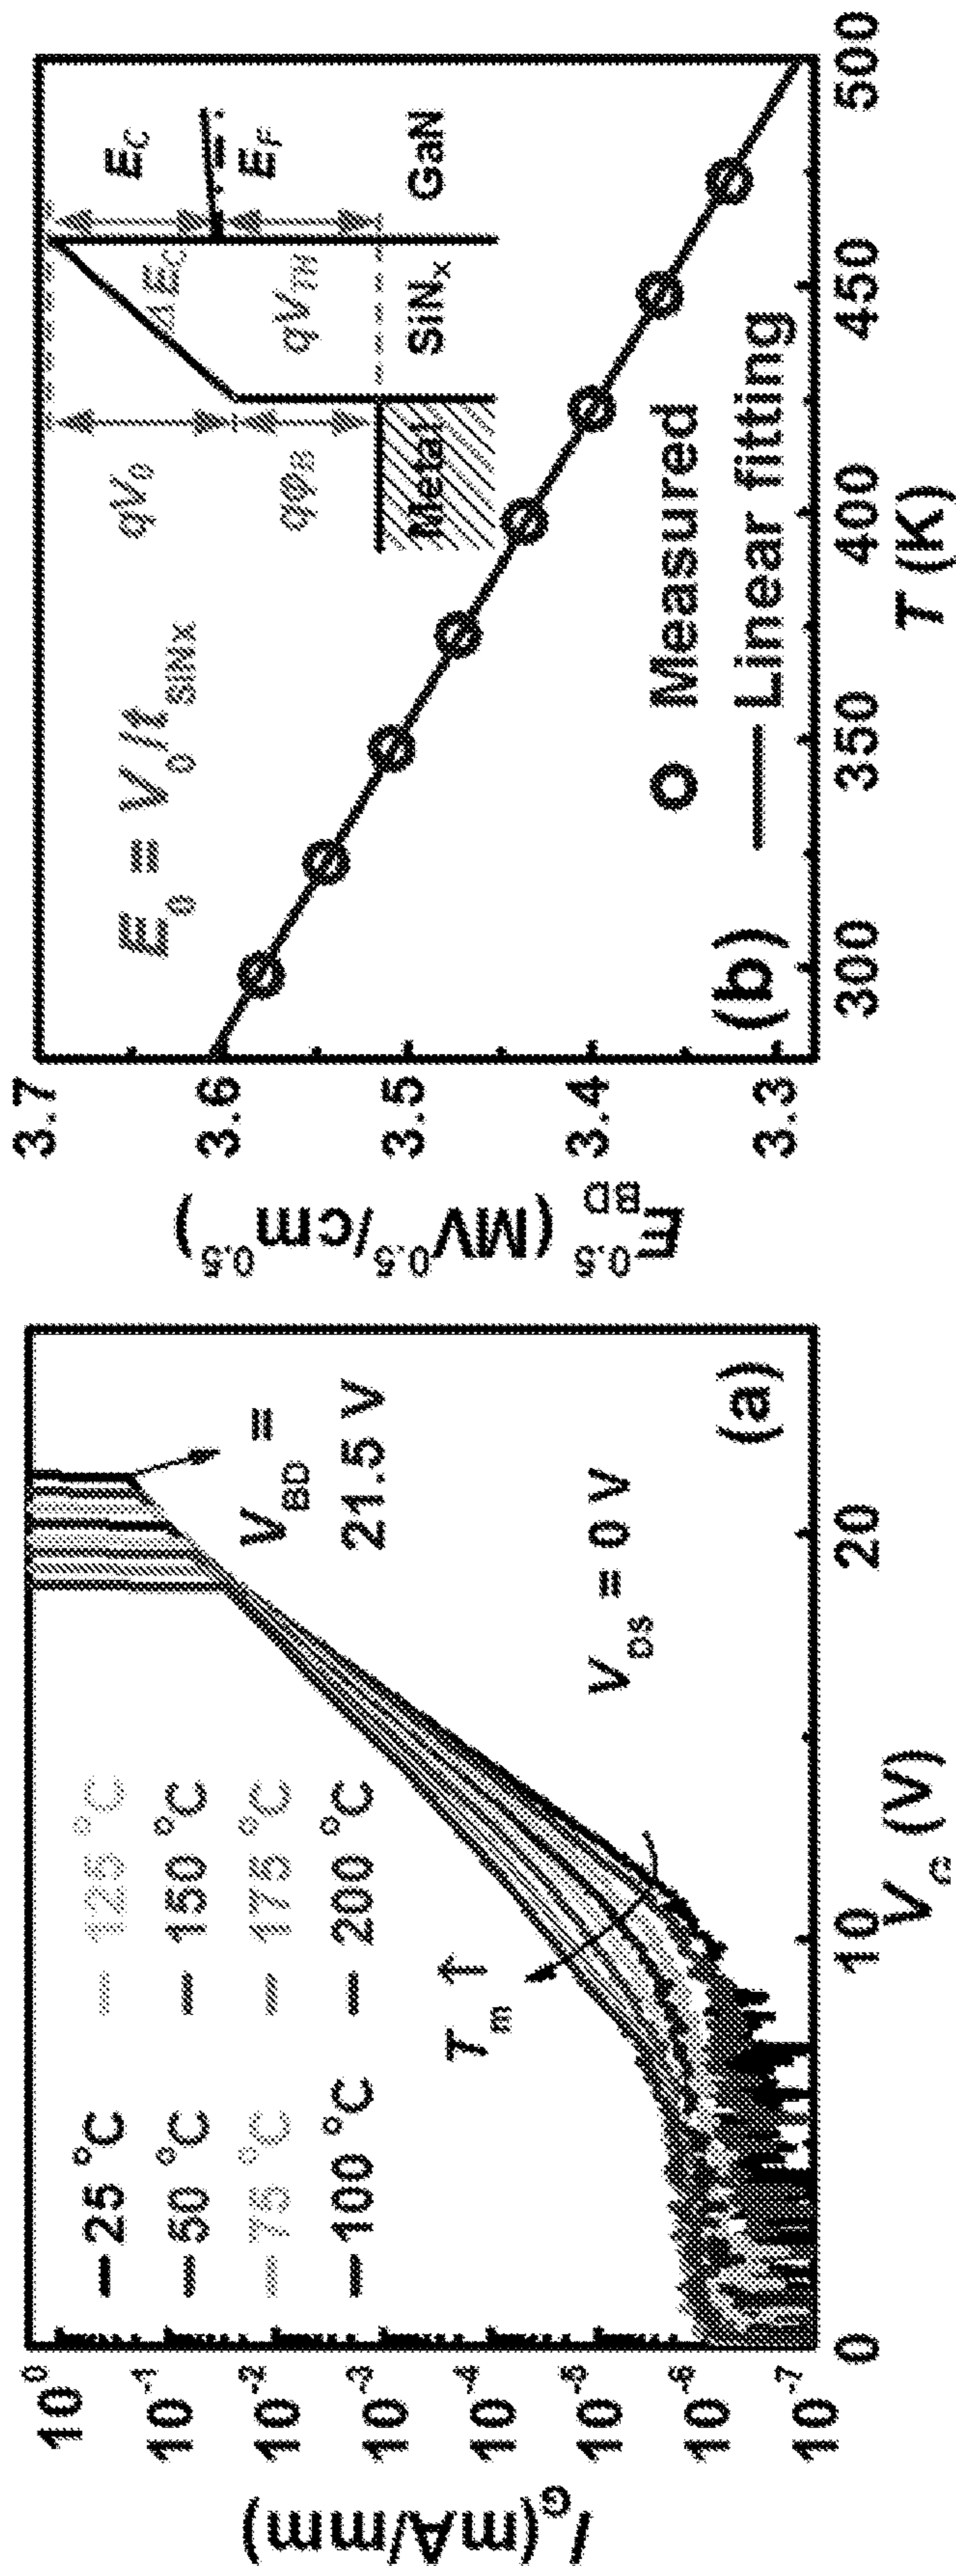 I_G (mA/mm)
10^0
10^-1
10^-2
10^-3
10^-4
10^-5
10^-6
10^-7
25 °C
50 °C
75 °C
100 °C
125 °C
150 °C
175 °C
200 °C
T_m ↑
V_DS = 0 V
V_BD =
21.5 V
(a)
0
10
20
V_G (V)
E_BD^0.5 (MV^0.5/cm^0.5)
3.7
3.6
3.5
3.4
3.3
E_0 = V_0/t_SiNx
qV_0
qφ_B
Metal
ΔE_C
qV_TH
SiN_x
E_C
E_F
GaN
Measured
Linear fitting
(b)
300
350
400
450
500
T (K)